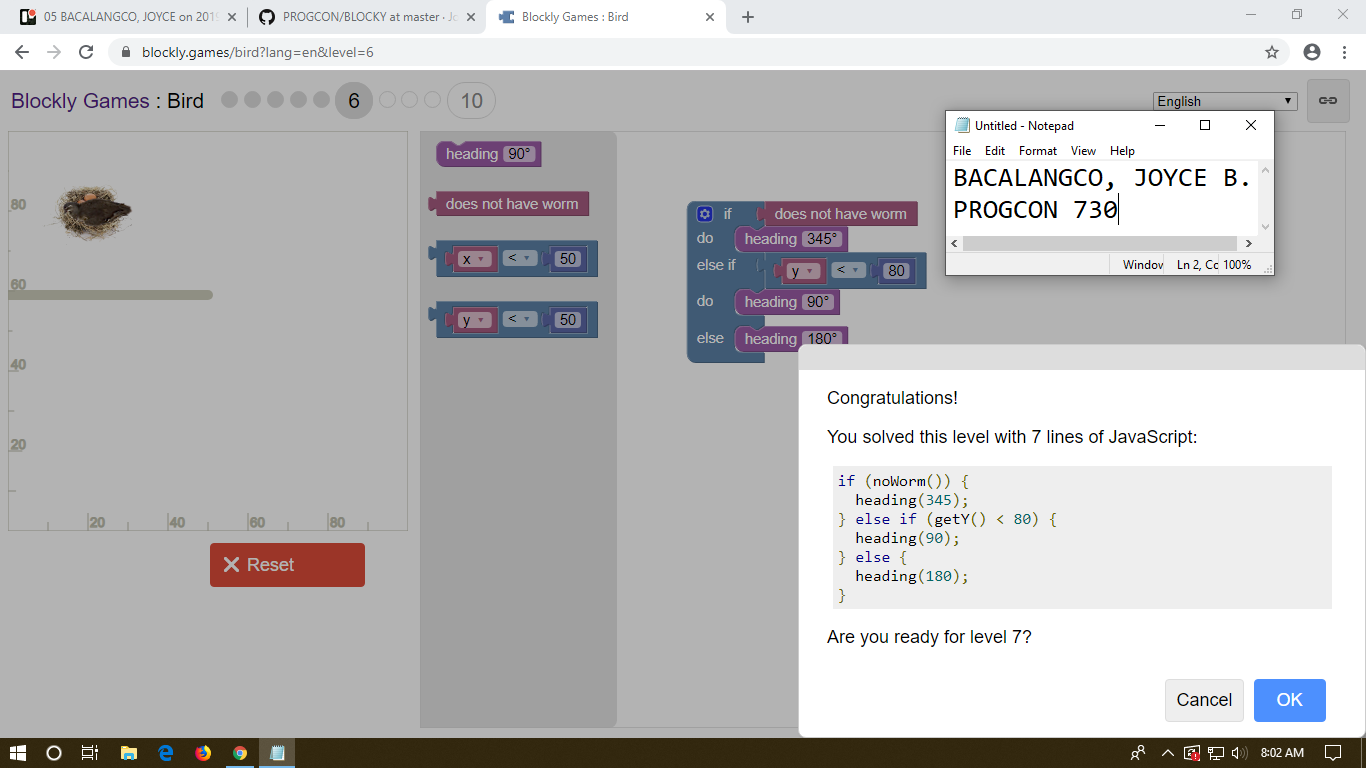 05 BACALANGCO, JOYCE on 2019
PROGCON/BLOCKY at master · Jo
Blockly Games : Bird
blockly.games/bird?lang=en&level=6
Blockly Games : Bird
6
10
English
Untitled - Notepad
File Edit Format View Help
BACALANGCO, JOYCE B.
PROGCON 730
Window Ln 2, Cc 100%
80
60
40
20
20 40 60 80
Reset
heading 90°
does not have worm
x < 50
y < 50
if does not have worm
do heading 345°
else if y < 80
do heading 90°
else heading 180°
Congratulations!
You solved this level with 7 lines of JavaScript:
if (noWorm()) {
  heading(345);
} else if (getY() < 80) {
  heading(90);
} else {
  heading(180);
}
Are you ready for level 7?
Cancel
OK
8:02 AM